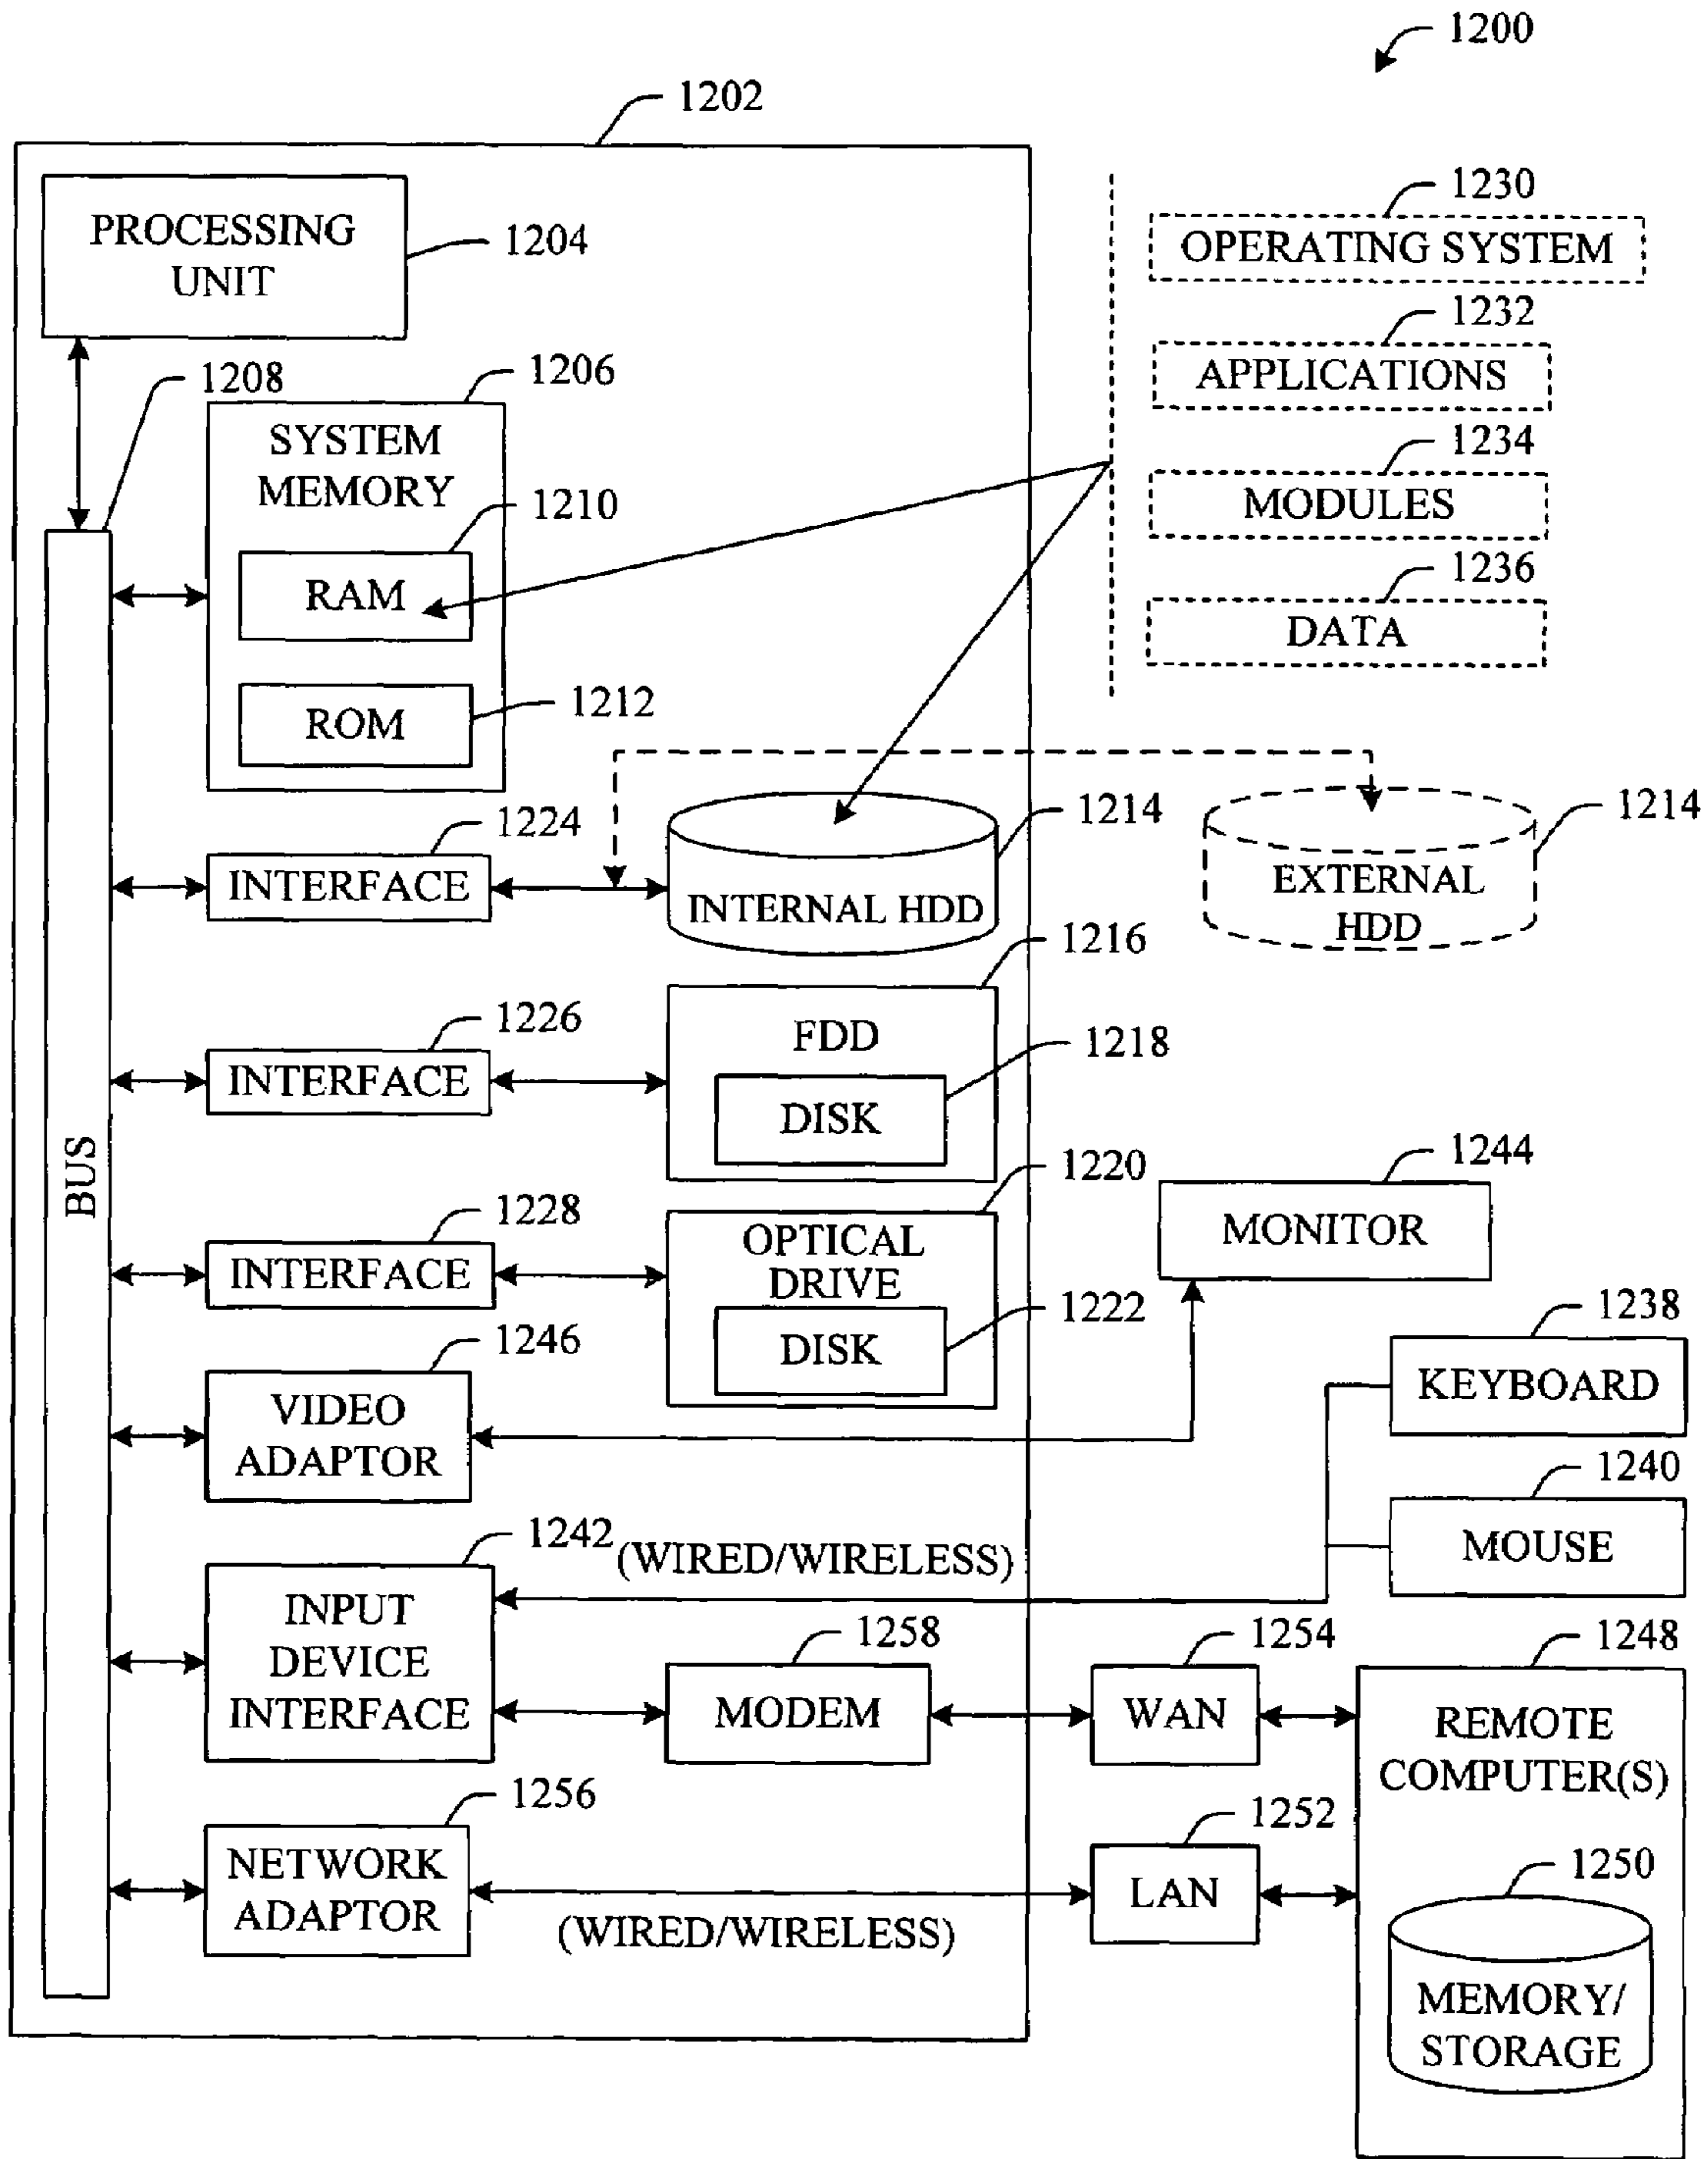 1200
1202
PROCESSING
UNIT
1204
1230
OPERATING SYSTEM
1232
APPLICATIONS
1234
MODULES
1236
DATA
1208
1206
SYSTEM
MEMORY
1210
RAM
1212
ROM
1224
INTERFACE
1214
INTERNAL HDD
1214
EXTERNAL
HDD
1216
FDD
1226
INTERFACE
1218
DISK
BUS
1220
OPTICAL
DRIVE
1228
INTERFACE
1222
DISK
1244
MONITOR
1246
VIDEO
ADAPTOR
1238
KEYBOARD
1240
MOUSE
1242
(WIRED/WIRELESS)
INPUT
DEVICE
INTERFACE
1258
MODEM
1254
WAN
1248
REMOTE
COMPUTER(S)
1256
NETWORK
ADAPTOR
(WIRED/WIRELESS)
1252
LAN
1250
MEMORY/
STORAGE